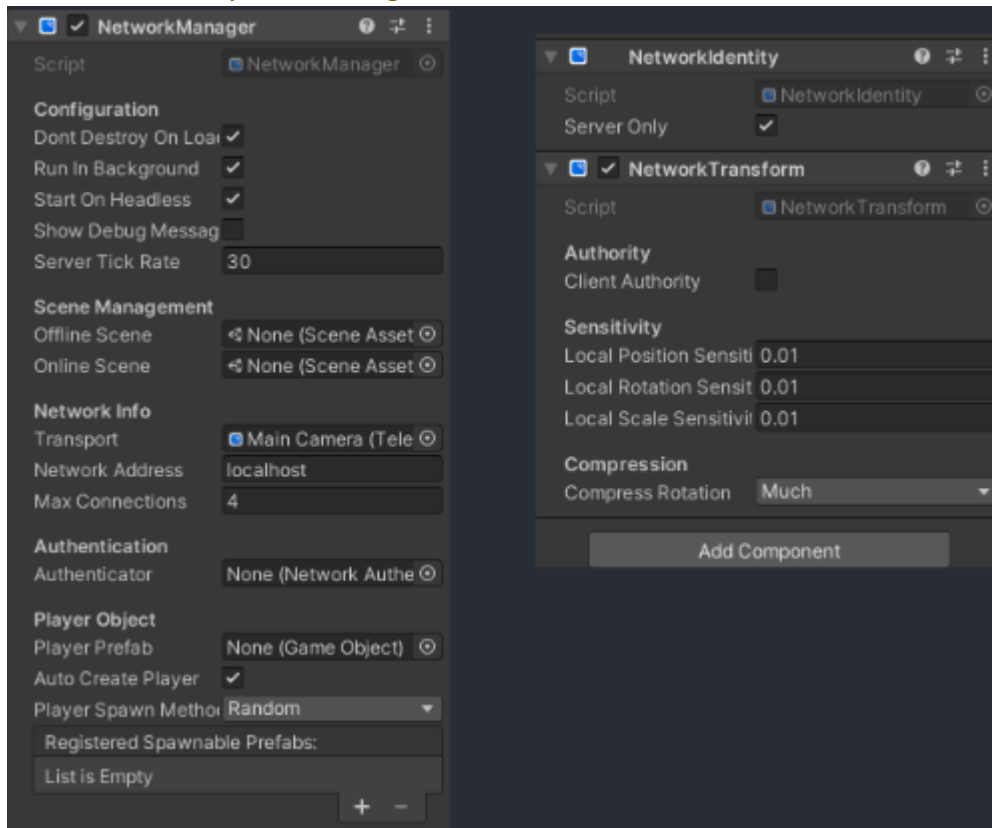 NetworkManager
Script NetworkManager
Configuration
Dont Destroy On Loa
Run In Background
Start On Headless
Show Debug Messag
Server Tick Rate 30
Scene Management
Offline Scene None (Scene Asset
Online Scene None (Scene Asset
Network Info
Transport Main Camera (Tele
Network Address localhost
Max Connections 4
Authentication
Authenticator None (Network Authe
Player Object
Player Prefab None (Game Object)
Auto Create Player
Player Spawn Metho Random
Registered Spawnable Prefabs:
List is Empty
+ −
NetworkIdentity
Script NetworkIdentity
Server Only
NetworkTransform
Script NetworkTransform
Authority
Client Authority
Sensitivity
Local Position Sensiti 0.01
Local Rotation Sensit 0.01
Local Scale Sensitivit 0.01
Compression
Compress Rotation Much
Add Component